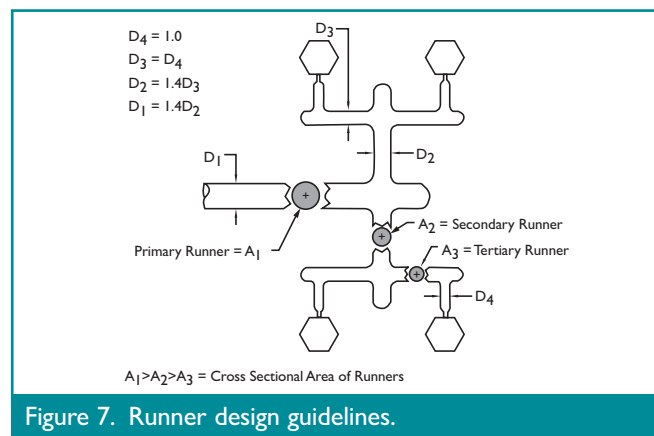 D4 = 1.0
D3 = D4
D2 = 1.4D3
D1 = 1.4D2
D3
D1
D2
A2 = Secondary Runner
Primary Runner = A1
A3 = Tertiary Runner
D4
A1>A2>A3 = Cross Sectional Area of Runners
Figure 7. Runner design guidelines.